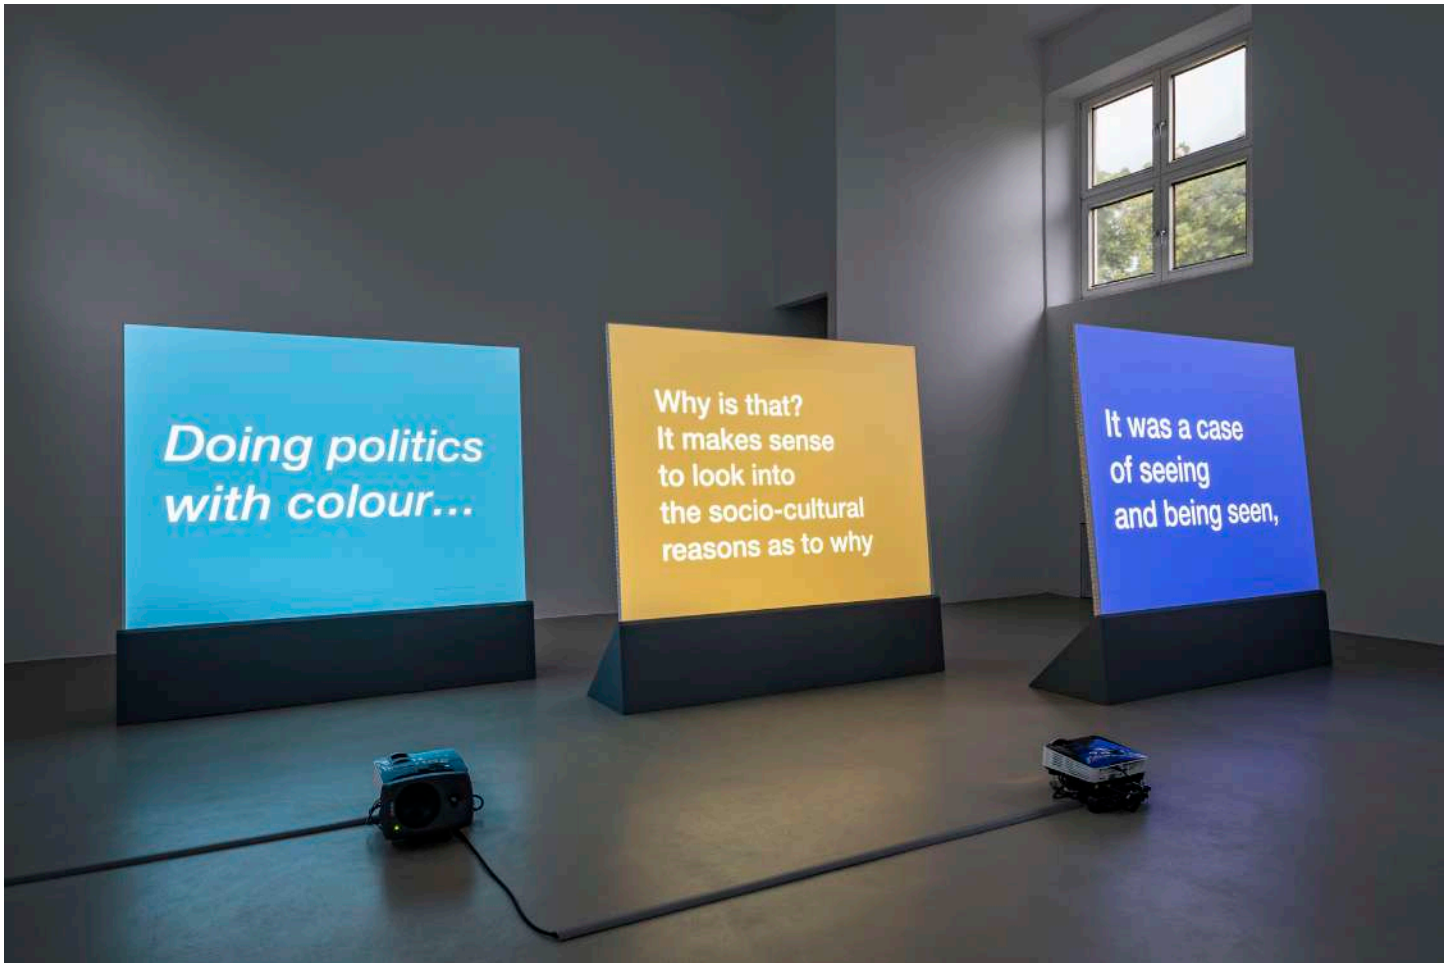 Doing politics
with colour...
Why is that?
It makes sense
to look into
the socio-cultural
reasons as to why
It was a case
of seeing
and being seen,